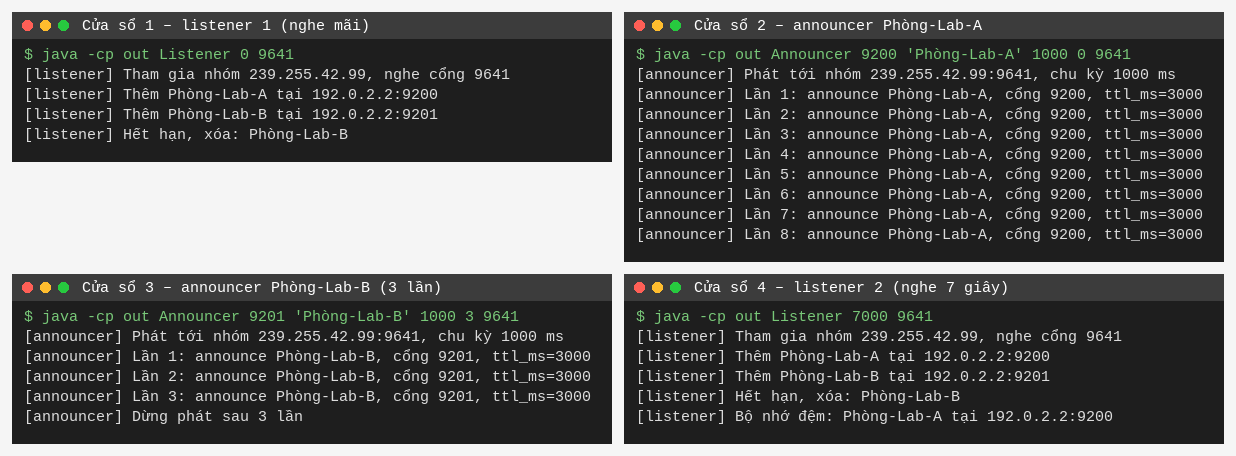 Cửa sổ 1 – listener 1 (nghe mãi)
$ java -cp out Listener 0 9641
[listener] Tham gia nhóm 239.255.42.99, nghe cổng 9641
[listener] Thêm Phòng-Lab-A tại 192.0.2.2:9200
[listener] Thêm Phòng-Lab-B tại 192.0.2.2:9201
[listener] Hết hạn, xóa: Phòng-Lab-B
Cửa sổ 2 – announcer Phòng-Lab-A
$ java -cp out Announcer 9200 'Phòng-Lab-A' 1000 0 9641
[announcer] Phát tới nhóm 239.255.42.99:9641, chu kỳ 1000 ms
[announcer] Lần 1: announce Phòng-Lab-A, cổng 9200, ttl_ms=3000
[announcer] Lần 2: announce Phòng-Lab-A, cổng 9200, ttl_ms=3000
[announcer] Lần 3: announce Phòng-Lab-A, cổng 9200, ttl_ms=3000
[announcer] Lần 4: announce Phòng-Lab-A, cổng 9200, ttl_ms=3000
[announcer] Lần 5: announce Phòng-Lab-A, cổng 9200, ttl_ms=3000
[announcer] Lần 6: announce Phòng-Lab-A, cổng 9200, ttl_ms=3000
[announcer] Lần 7: announce Phòng-Lab-A, cổng 9200, ttl_ms=3000
[announcer] Lần 8: announce Phòng-Lab-A, cổng 9200, ttl_ms=3000
Cửa sổ 3 – announcer Phòng-Lab-B (3 lần)
$ java -cp out Announcer 9201 'Phòng-Lab-B' 1000 3 9641
[announcer] Phát tới nhóm 239.255.42.99:9641, chu kỳ 1000 ms
[announcer] Lần 1: announce Phòng-Lab-B, cổng 9201, ttl_ms=3000
[announcer] Lần 2: announce Phòng-Lab-B, cổng 9201, ttl_ms=3000
[announcer] Lần 3: announce Phòng-Lab-B, cổng 9201, ttl_ms=3000
[announcer] Dừng phát sau 3 lần
Cửa sổ 4 – listener 2 (nghe 7 giây)
$ java -cp out Listener 7000 9641
[listener] Tham gia nhóm 239.255.42.99, nghe cổng 9641
[listener] Thêm Phòng-Lab-A tại 192.0.2.2:9200
[listener] Thêm Phòng-Lab-B tại 192.0.2.2:9201
[listener] Hết hạn, xóa: Phòng-Lab-B
[listener] Bộ nhớ đệm: Phòng-Lab-A tại 192.0.2.2:9200